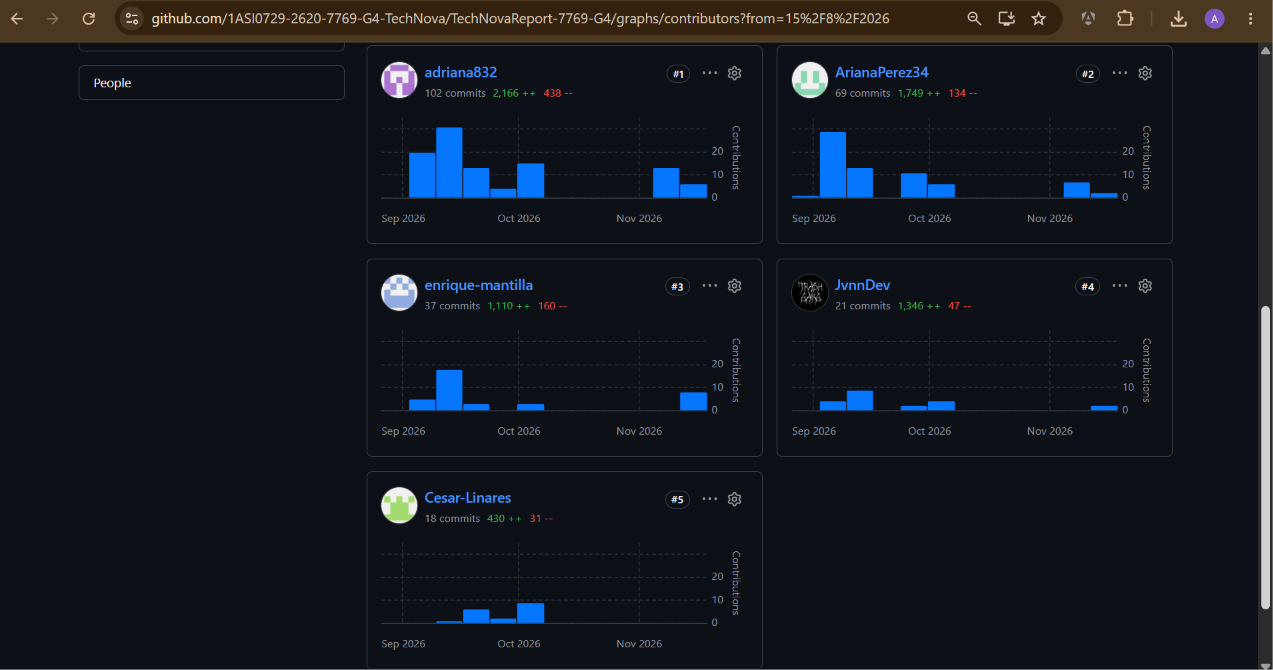 github.com/1ASI0729-2620-7769-G4-TechNova/TechNovaReport-7769-G4/graphs/contributors?from=15%2F8%2F2026
A
People
adriana832
#1
102 commits 2,166 ++ 438 --
Contributions
20
10
0
Sep 2026 Oct 2026 Nov 2026
ArianaPerez34
#2
69 commits 1,749 ++ 134 --
Contributions
20
10
0
Sep 2026 Oct 2026 Nov 2026
enrique-mantilla
#3
37 commits 1,110 ++ 160 --
Contributions
20
10
0
Sep 2026 Oct 2026 Nov 2026
JvnnDev
#4
21 commits 1,346 ++ 47 --
Contributions
20
10
0
Sep 2026 Oct 2026 Nov 2026
Cesar-Linares
#5
18 commits 430 ++ 31 --
Contributions
20
10
0
Sep 2026 Oct 2026 Nov 2026